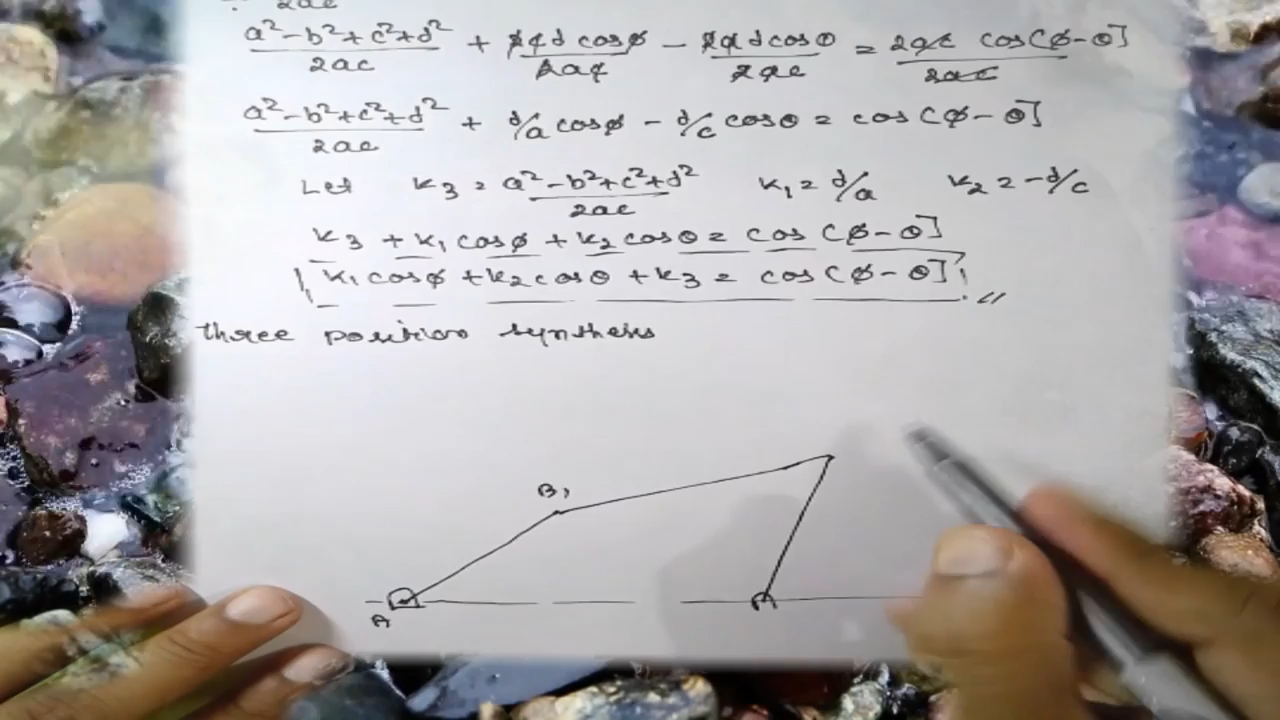 2ac
a²-b²+c²+d²/2ac + 2cd cosφ/2ac - 2ad cosθ/2ac = 2ac cos(φ-θ]/2ac
a²-b²+c²+d²/2ac + d/a cosφ - d/c cosθ = cos(φ-θ]
Let k3 = a²-b²+c²+d²/2ac k1 = d/a k2 = -d/c
k3 + k1 cosφ + k2 cosθ = cos(φ-θ]
k1 cosφ + k2 cosθ + k3 = cos(φ-θ]
three position synthesis
B1
A